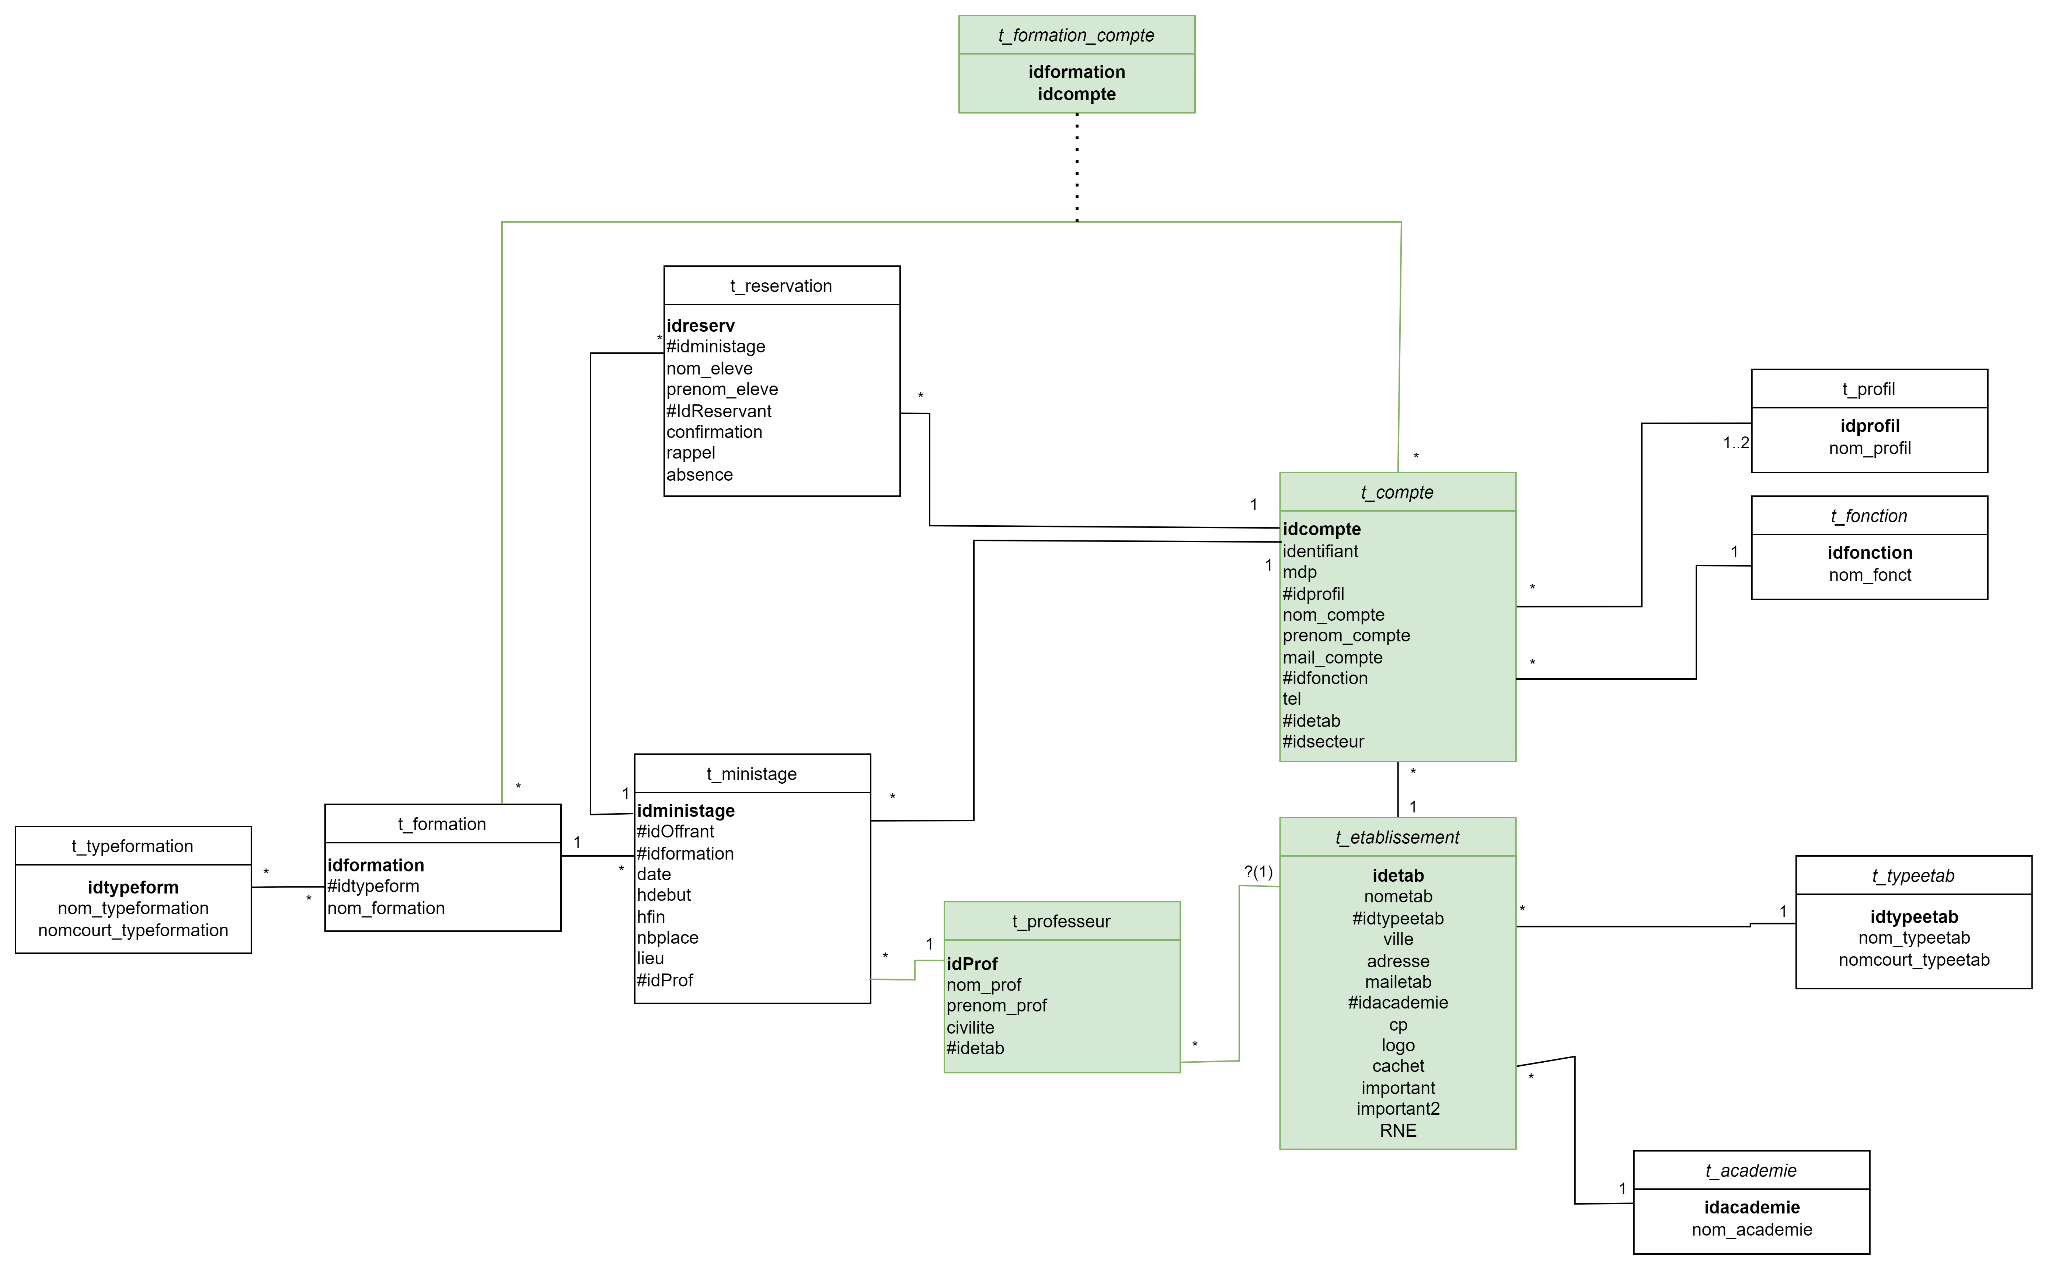 t_formation_compte
idformation
idcompte
t_reservation
idreserv
*
#idministage
nom_eleve
prenom_eleve
#IdReservant
confirmation
rappel
absence
*
t_profil
idprofil
nom_profil
1..2
t_fonction
idfonction
nom_fonct
1
*
t_compte
1
1
idcompte
identifiant
mdp
#idprofil
nom_compte
prenom_compte
mail_compte
#idfonction
tel
#idetab
#idsecteur
*
*
*
1
t_ministage
1
*
idministage
#idOffrant
#idformation
date
hdebut
hfin
nbplace
lieu
#idProf
*
t_formation
1
*
idformation
#idtypeform
nom_formation
*
*
t_typeformation
idtypeform
nom_typeformation
nomcourt_typeformation
t_professeur
1
*
idProf
nom_prof
prenom_prof
civilite
#idetab
*
?(1)
t_etablissement
idetab
nometab
#idtypeetab
ville
adresse
mailetab
#idacademie
cp
logo
cachet
important
important2
RNE
*
1
t_typeetab
idtypeetab
nom_typeetab
nomcourt_typeetab
*
1
t_academie
idacademie
nom_academie